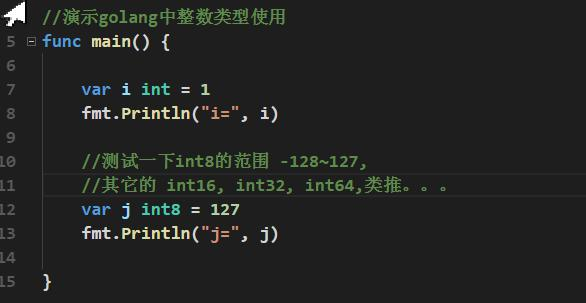 //演示golang中整数类型使用
5 func main() {
6
7 var i int = 1
8 fmt.Println("i=", i)
9
10 //测试一下int8的范围 -128~127,
11 //其它的 int16, int32, int64,类推。。。
12 var j int8 = 127
13 fmt.Println("j=", j)
14
15 }